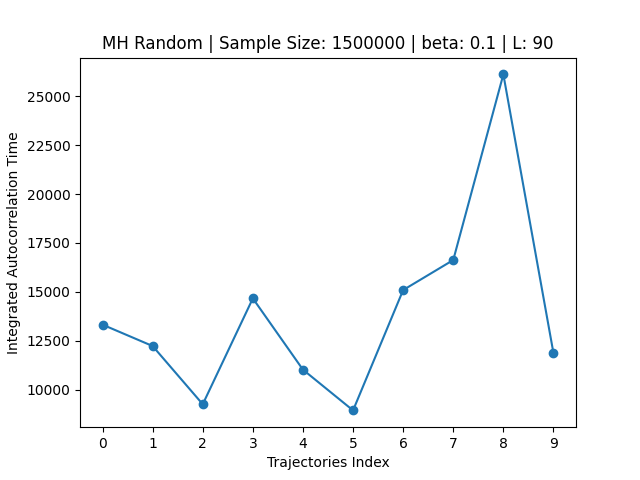 MH Random | Sample Size: 1500000 | beta: 0.1 | L: 90
25000
22500
20000
17500
15000
12500
10000
Integrated Autocorrelation Time
0 1 2 3 4 5 6 7 8 9
Trajectories Index